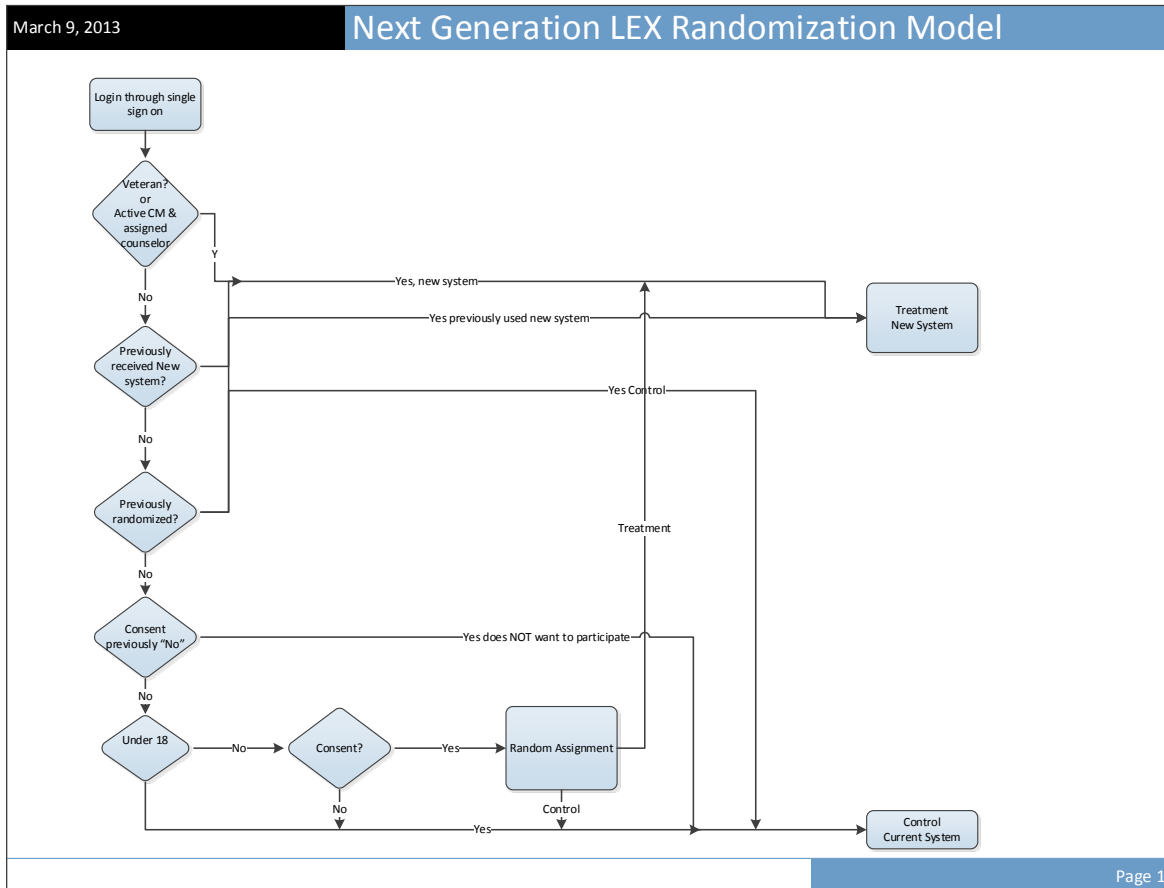 March 9, 2013
Next Generation LEX Randomization Model
Login through single
sign on
Veteran?
or
Active CM &
assigned
counselor
Y
No
Yes, new system
Treatment
New System
Yes previously used new system
Previously
received New
system?
Yes Control
No
Previously
randomized?
Treatment
No
Consent
previously “No”
Yes does NOT want to participate
No
Under 18
No
Consent?
Yes
Random Assignment
No
Control
Yes
Control
Current System
Page 1